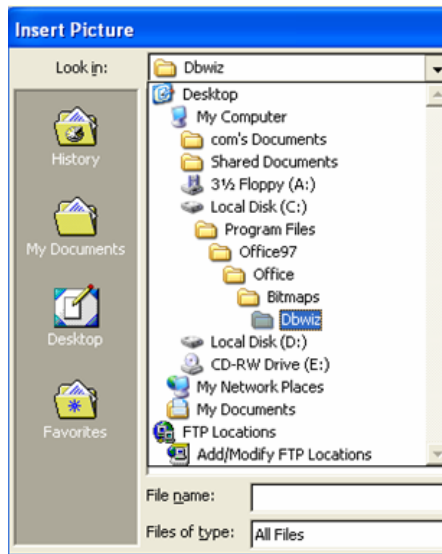 Insert Picture
Look in:
Dbwiz
History
My Documents
Desktop
Favorites
Desktop
My Computer
com's Documents
Shared Documents
3½ Floppy (A:)
Local Disk (C:)
Program Files
Office97
Office
Bitmaps
Dbwiz
Local Disk (D:)
CD-RW Drive (E:)
My Network Places
My Documents
FTP Locations
Add/Modify FTP Locations
File name:
Files of type: All Files